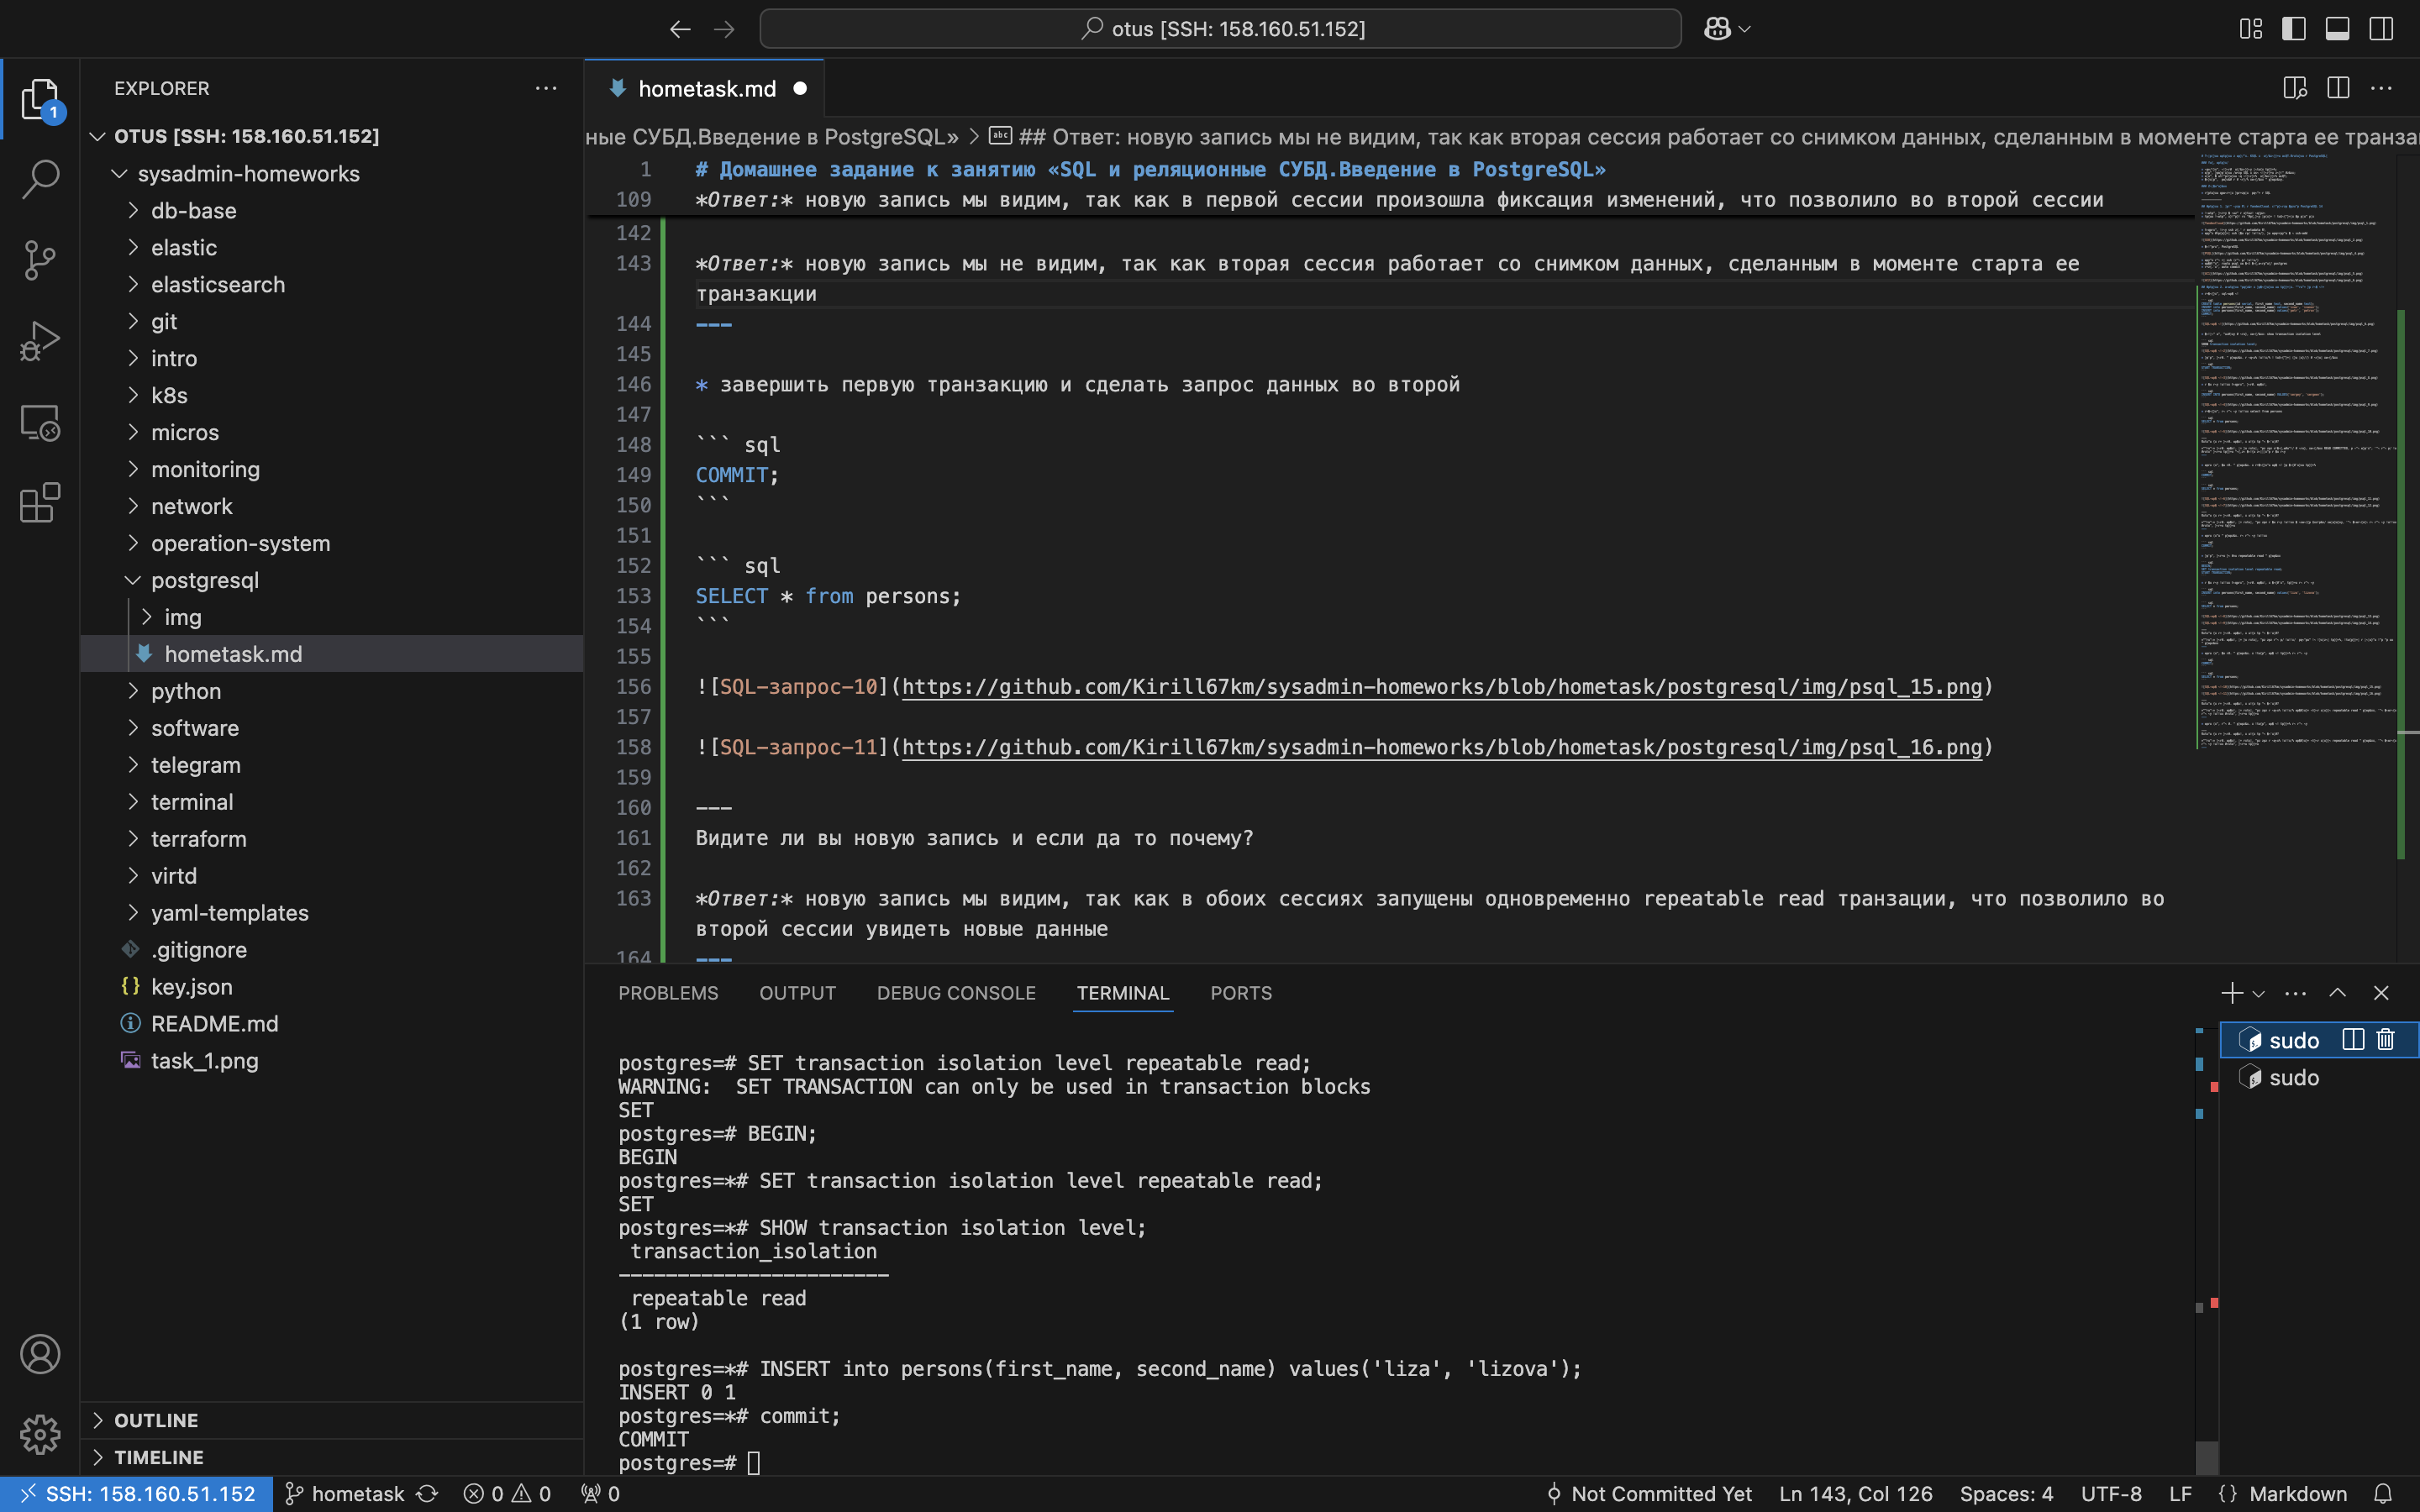 otus [SSH: 158.160.51.152]
EXPLORER
hometask.md
1
OTUS [SSH: 158.160.51.152]
sysadmin-homeworks
db-base
elastic
elasticsearch
git
intro
k8s
micros
monitoring
network
operation-system
postgresql
img
hometask.md
python
software
telegram
terminal
terraform
virtd
yaml-templates
.gitignore
key.json
README.md
task_1.png
OUTLINE
TIMELINE
ные СУБД.Введение в PostgreSQL» > ## Ответ: новую запись мы не видим, так как вторая сессия работает со снимком данных, сделанным в моменте старта ее транза
1 # Домашнее задание к занятию «SQL и реляционные СУБД.Введение в PostgreSQL»
109 *Ответ:* новую запись мы видим, так как в первой сессии произошла фиксация изменений, что позволило во второй сессии
142
143 *Ответ:* новую запись мы не видим, так как вторая сессия работает со снимком данных, сделанным в моменте старта ее
транзакции
144 ---
145
146 * завершить первую транзакцию и сделать запрос данных во второй
147
148 ``` sql
149 COMMIT;
150 ```
151
152 ``` sql
153 SELECT * from persons;
154 ```
155
156 ![SQL-запрос-10](https://github.com/Kirill67km/sysadmin-homeworks/blob/hometask/postgresql/img/psql_15.png)
157
158 ![SQL-запрос-11](https://github.com/Kirill67km/sysadmin-homeworks/blob/hometask/postgresql/img/psql_16.png)
159
160 ---
161 Видите ли вы новую запись и если да то почему?
162
163 *Ответ:* новую запись мы видим, так как в обоих сессиях запущены одновременно repeatable read транзации, что позволило во
второй сессии увидеть новые данные
164 ---
PROBLEMS OUTPUT DEBUG CONSOLE TERMINAL PORTS
postgres=# SET transaction isolation level repeatable read;
WARNING:  SET TRANSACTION can only be used in transaction blocks
SET
postgres=# BEGIN;
BEGIN
postgres=*# SET transaction isolation level repeatable read;
SET
postgres=*# SHOW transaction isolation level;
transaction_isolation
-----------------------
repeatable read
(1 row)
postgres=*# INSERT into persons(first_name, second_name) values('liza', 'lizova');
INSERT 0 1
postgres=*# commit;
COMMIT
postgres=#
sudo
sudo
SSH: 158.160.51.152 hometask 0 0 0 Not Committed Yet Ln 143, Col 126 Spaces: 4 UTF-8 LF {} Markdown